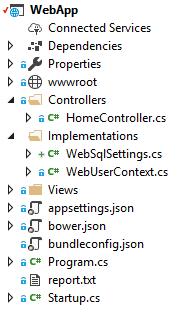 WebApp
Connected Services
Dependencies
Properties
wwwroot
Controllers
C# HomeController.cs
Implementations
C# WebSqlSettings.cs
C# WebUserContext.cs
Views
appsettings.json
bower.json
bundleconfig.json
C# Program.cs
report.txt
C# Startup.cs